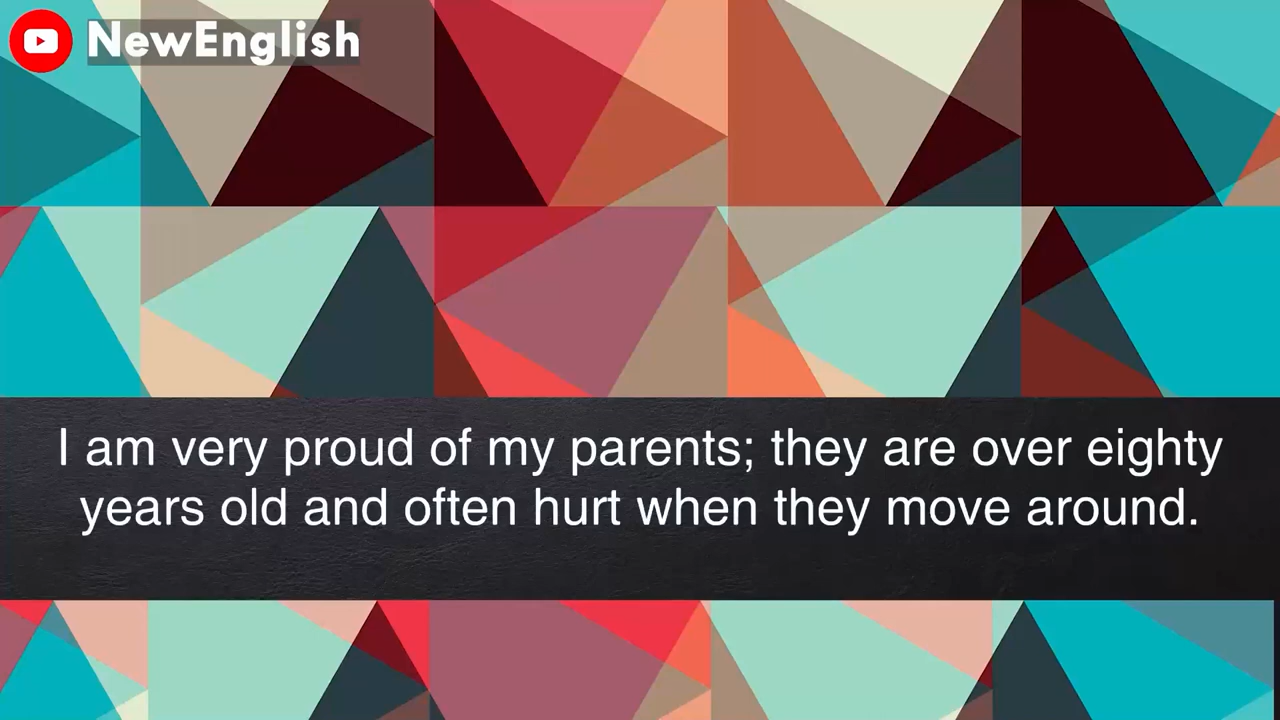 NewEnglish
I am very proud of my parents; they are over eighty
years old and often hurt when they move around.